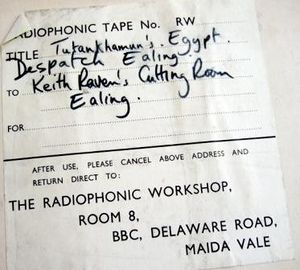 RADIOPHONIC TAPE No. RW
TITLE Tutankhamun's Egypt.
Despatch Ealing
TO Keith Raven's Cutting Room
Ealing.
FOR
AFTER USE, PLEASE CANCEL ABOVE ADDRESS AND
RETURN DIRECT TO:
THE RADIOPHONIC WORKSHOP,
ROOM 8,
BBC, DELAWARE ROAD,
MAIDA VALE